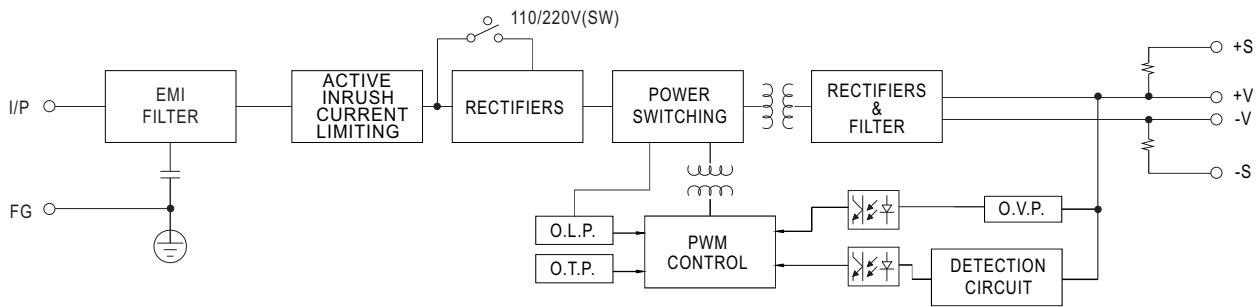 110/220V(SW)
+S
I/P
EMI
FILTER
ACTIVE
INRUSH
CURRENT
LIMITING
RECTIFIERS
POWER
SWITCHING
RECTIFIERS
&
FILTER
+V
-V
-S
FG
O.L.P.
O.T.P.
PWM
CONTROL
O.V.P.
DETECTION
CIRCUIT